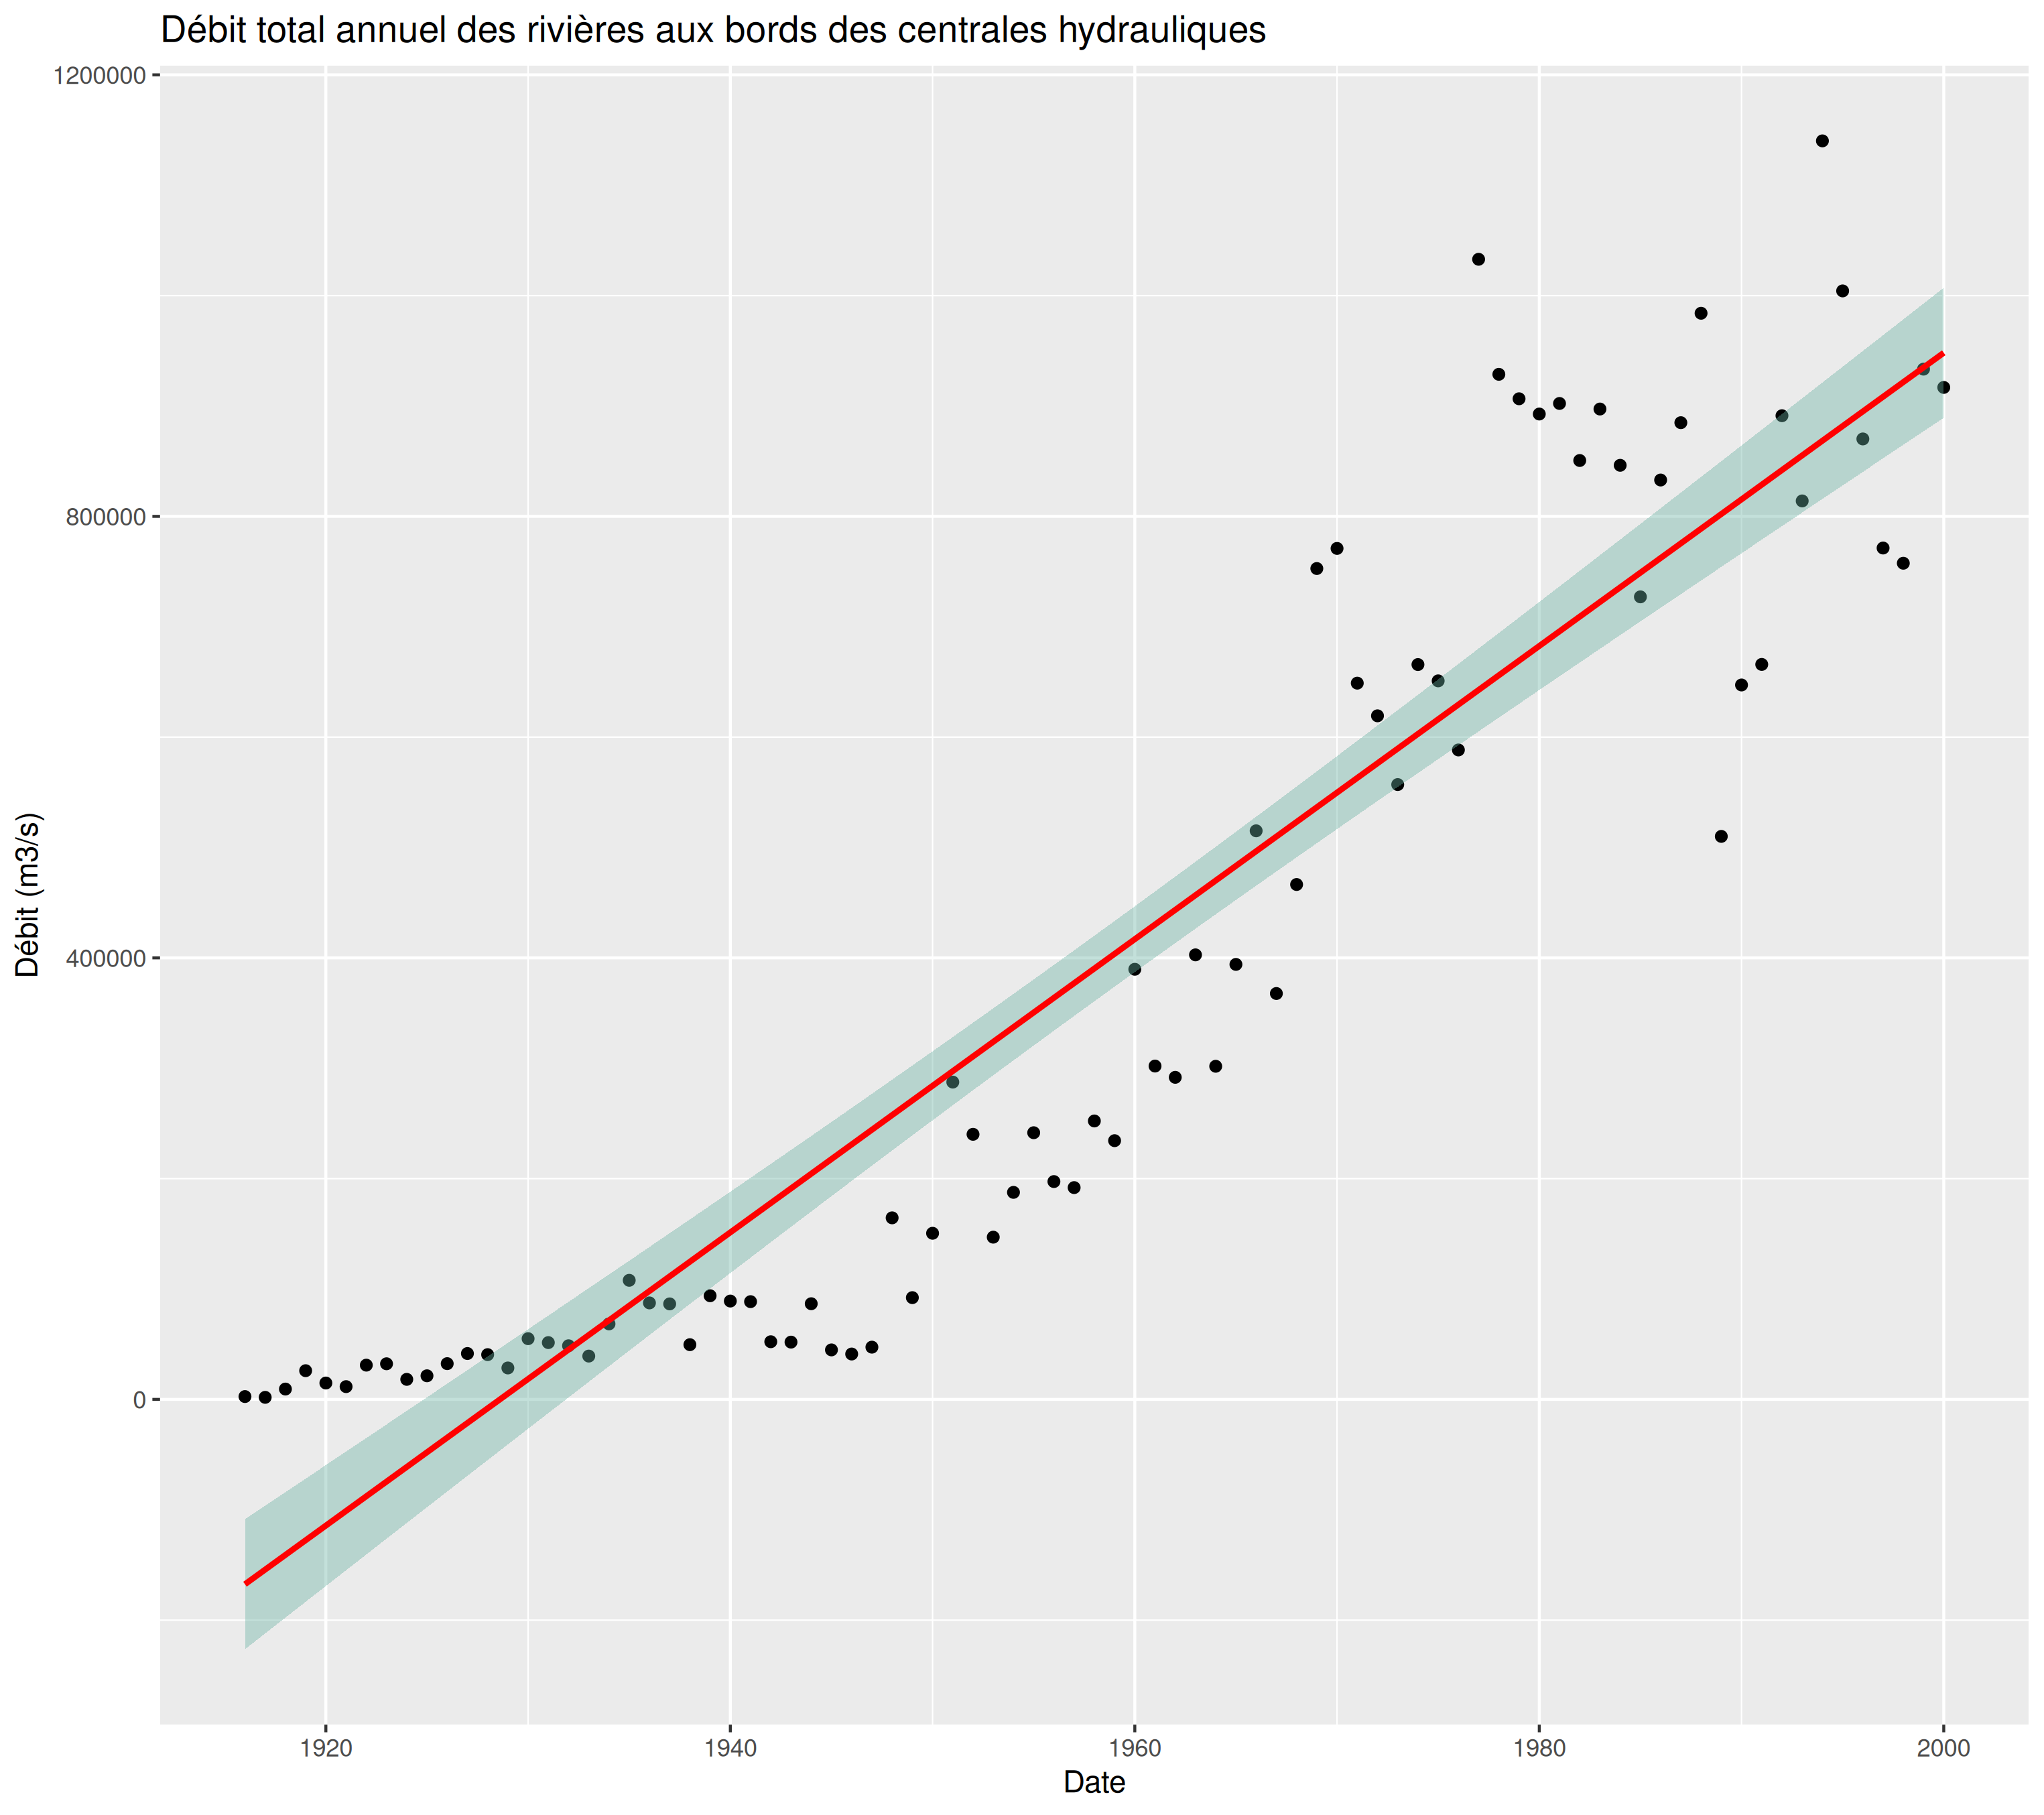 Débit total annuel des rivières aux bords des centrales hydrauliques
1200000
800000
400000
0
Débit (m3/s)
1920 1940 1960 1980 2000
Date